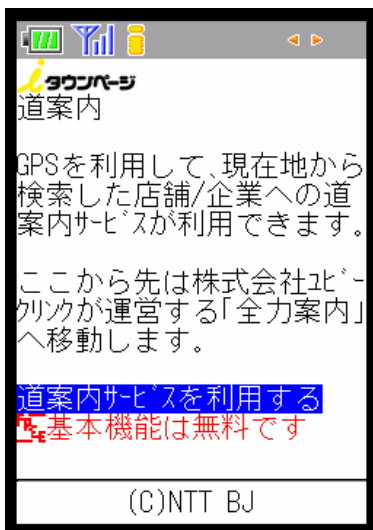 iタウンページ
道案内
GPSを利用して、現在地から
検索した店舗/企業への道
案内ｻｰﾋﾞｽが利用できます。
ここから先は株式会社ﾕﾋﾞｰ
ｸﾘﾝｸが運営する「全力案内」
へ移動します。
道案内ｻｰﾋﾞｽを利用する
FREE基本機能は無料です
(C)NTT BJ